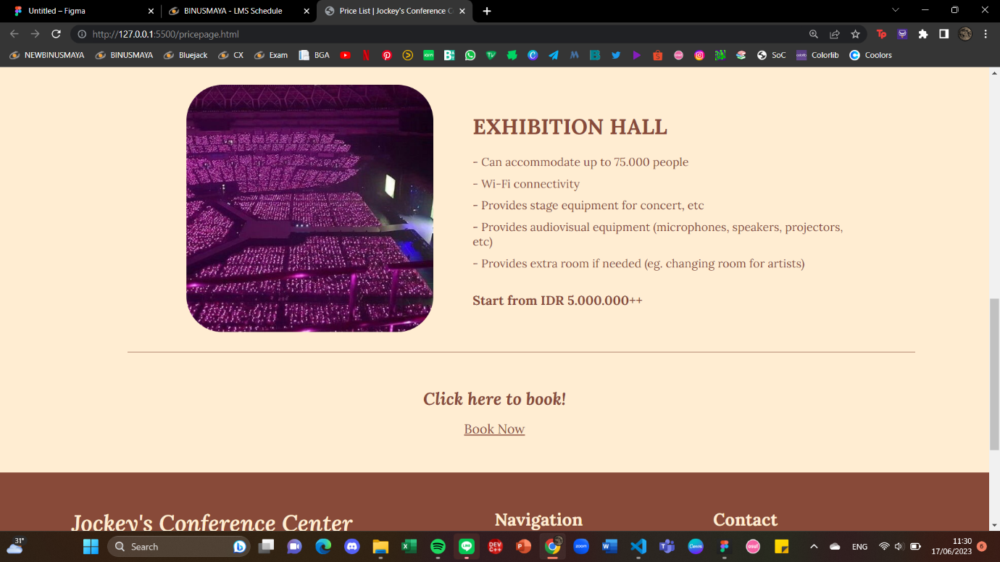 Untitled – Figma
BINUSMAYA - LMS Schedule
Price List | Jockey's Conference C
http://127.0.0.1:5500/pricepage.html
NEWBINUSMAYA
BINUSMAYA
Bluejack
CX
Exam
BGA
SoC
Colorlib
Coolors
EXHIBITION HALL
- Can accommodate up to 75.000 people
- Wi-Fi connectivity
- Provides stage equipment for concert, etc
- Provides audiovisual equipment (microphones, speakers, projectors,
etc)
- Provides extra room if needed (eg. changing room for artists)
Start from IDR 5.000.000++
Click here to book!
Book Now
Jockey's Conference Center
Navigation
Contact
31°
Search
ENG
11:30
17/06/2023
6